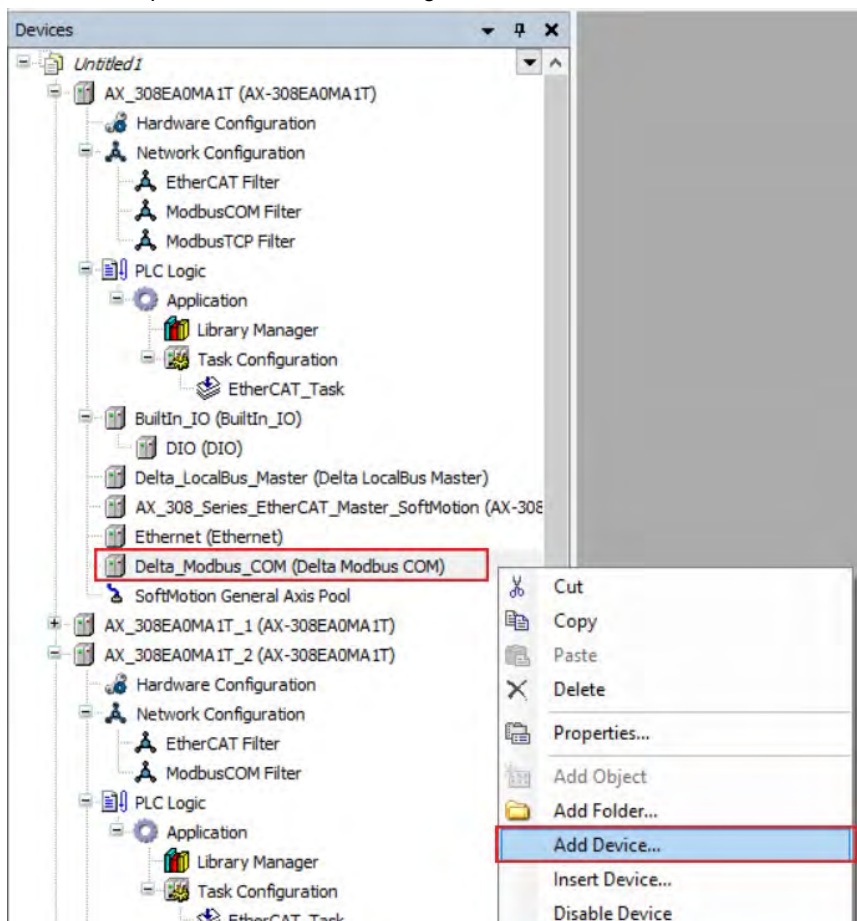 Devices
Untitled1
AX_308EA0MA1T (AX-308EA0MA1T)
Hardware Configuration
Network Configuration
EtherCAT Filter
ModbusCOM Filter
ModbusTCP Filter
PLC Logic
Application
Library Manager
Task Configuration
EtherCAT_Task
BuiltIn_IO (BuiltIn_IO)
DIO (DIO)
Delta_LocalBus_Master (Delta LocalBus Master)
AX_308_Series_EtherCAT_Master_SoftMotion (AX-308
Ethernet (Ethernet)
Delta_Modbus_COM (Delta Modbus COM)
SoftMotion General Axis Pool
AX_308EA0MA1T_1 (AX-308EA0MA1T)
AX_308EA0MA1T_2 (AX-308EA0MA1T)
Hardware Configuration
Network Configuration
EtherCAT Filter
ModbusCOM Filter
PLC Logic
Application
Library Manager
Task Configuration
EtherCAT_Task
Cut
Copy
Paste
Delete
Properties...
Add Object
Add Folder...
Add Device...
Insert Device...
Disable Device